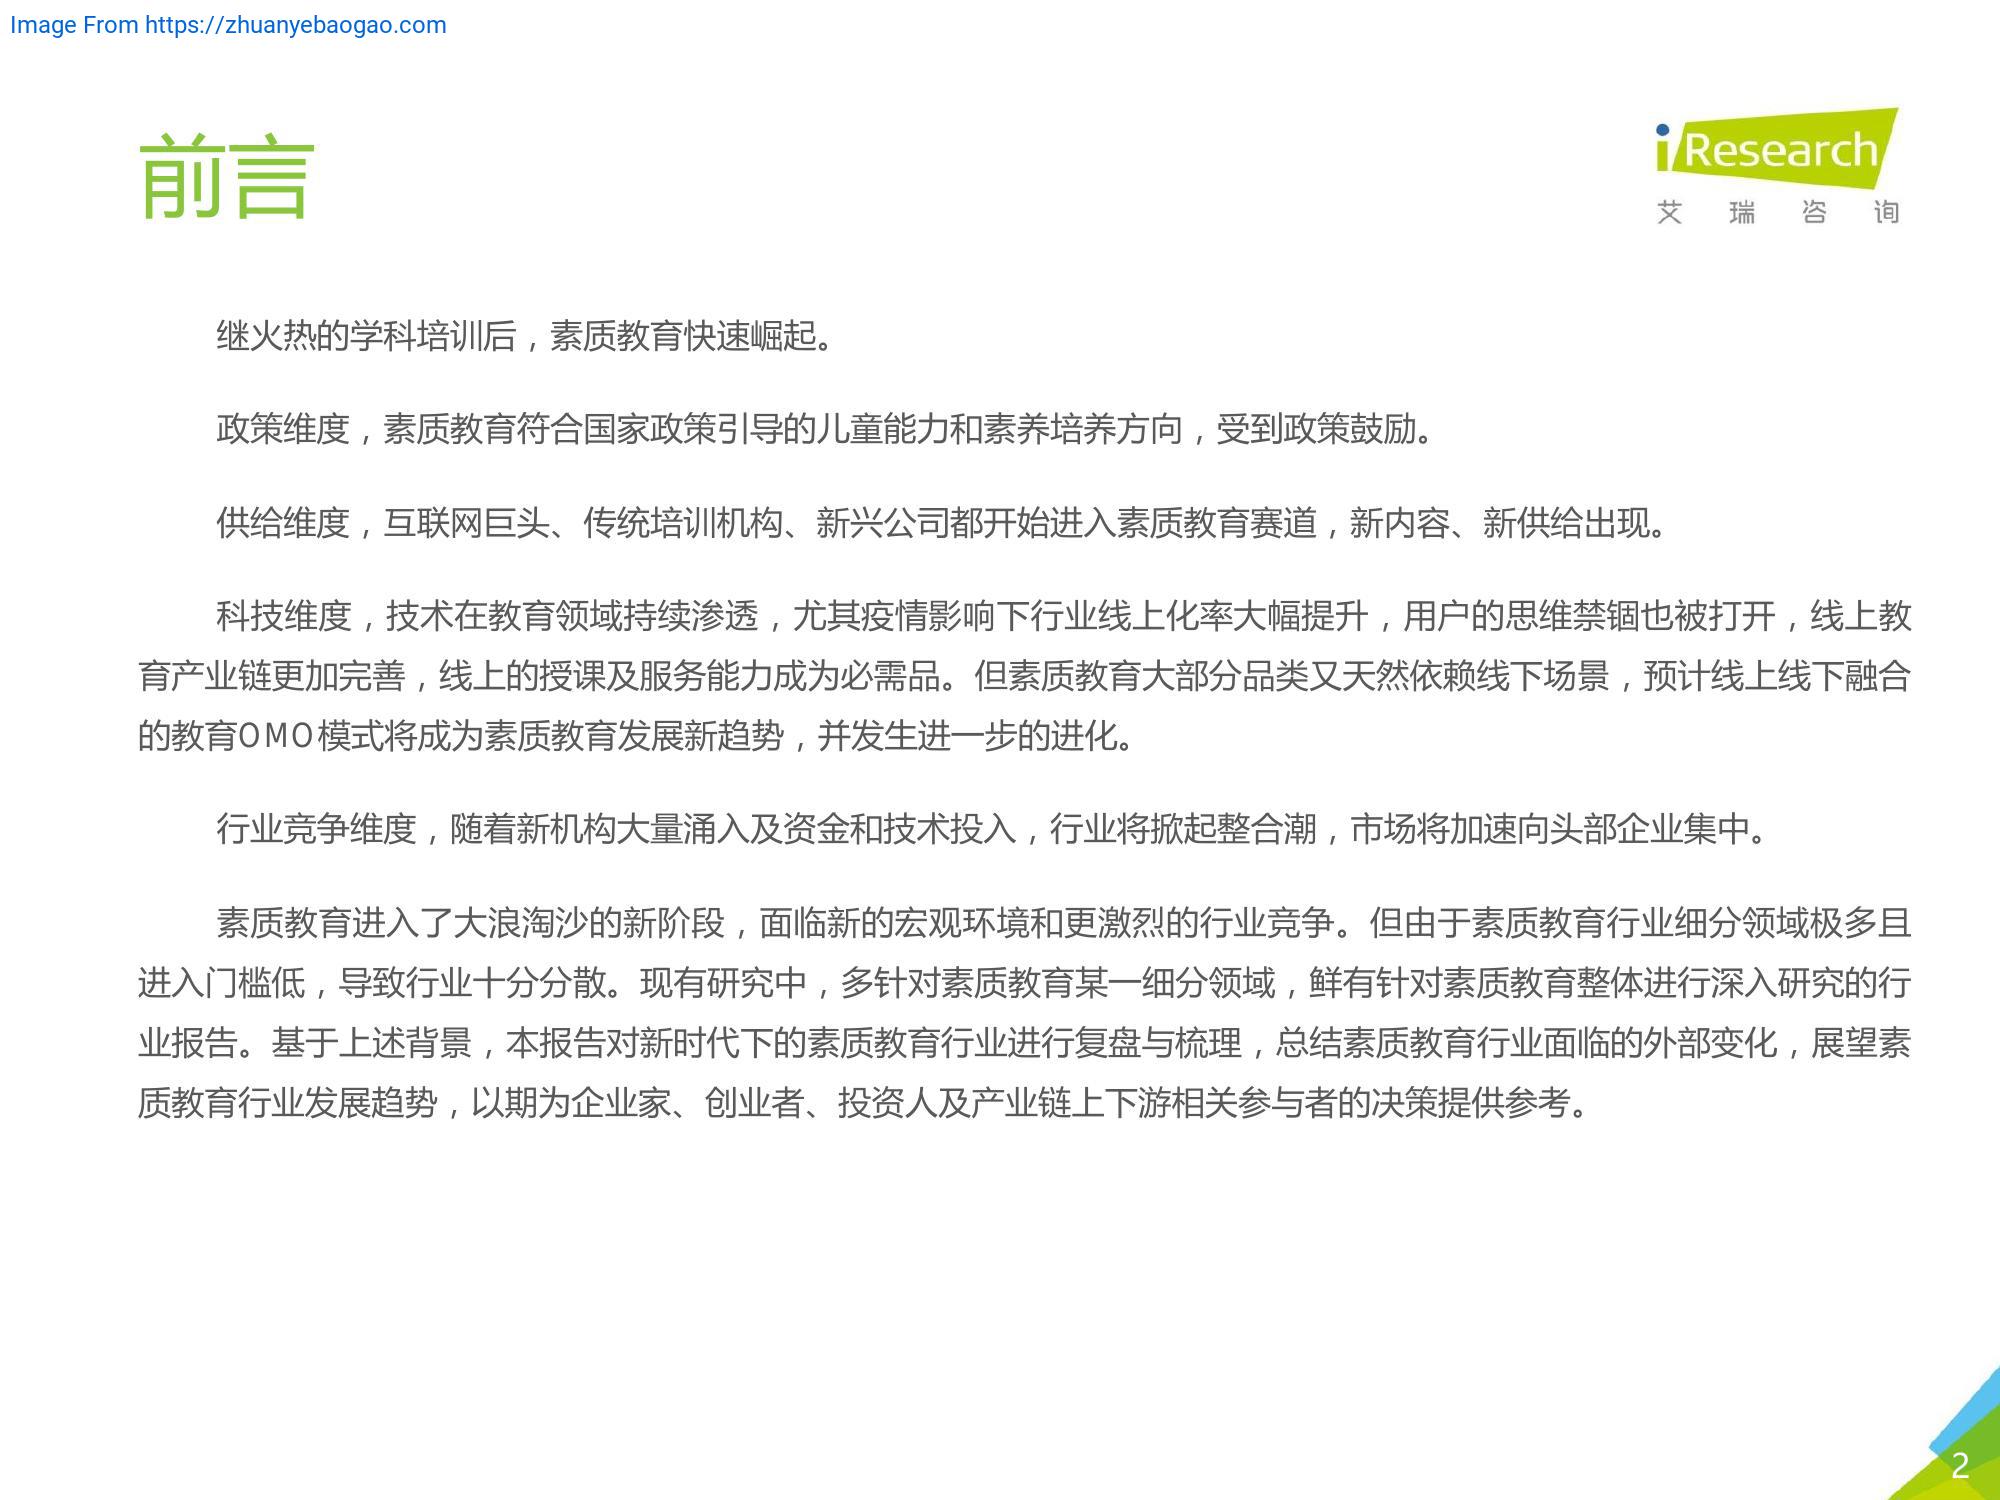 Image From https://zhuanyebaogao.com
前言
iResearch
艾瑞咨询
继火热的学科培训后，素质教育快速崛起。
政策维度，素质教育符合国家政策引导的儿童能力和素养培养方向，受到政策鼓励。
供给维度，互联网巨头、传统培训机构、新兴公司都开始进入素质教育赛道，新内容、新供给出现。
科技维度，技术在教育领域持续渗透，尤其疫情影响下行业线上化率大幅提升，用户的思维禁锢也被打开，线上教
育产业链更加完善，线上的授课及服务能力成为必需品。但素质教育大部分品类又天然依赖线下场景，预计线上线下融合
的教育OMO模式将成为素质教育发展新趋势，并发生进一步的进化。
行业竞争维度，随着新机构大量涌入及资金和技术投入，行业将掀起整合潮，市场将加速向头部企业集中。
素质教育进入了大浪淘沙的新阶段，面临新的宏观环境和更激烈的行业竞争。但由于素质教育行业细分领域极多且
进入门槛低，导致行业十分分散。现有研究中，多针对素质教育某一细分领域，鲜有针对素质教育整体进行深入研究的行
业报告。基于上述背景，本报告对新时代下的素质教育行业进行复盘与梳理，总结素质教育行业面临的外部变化，展望素
质教育行业发展趋势，以期为企业家、创业者、投资人及产业链上下游相关参与者的决策提供参考。
2